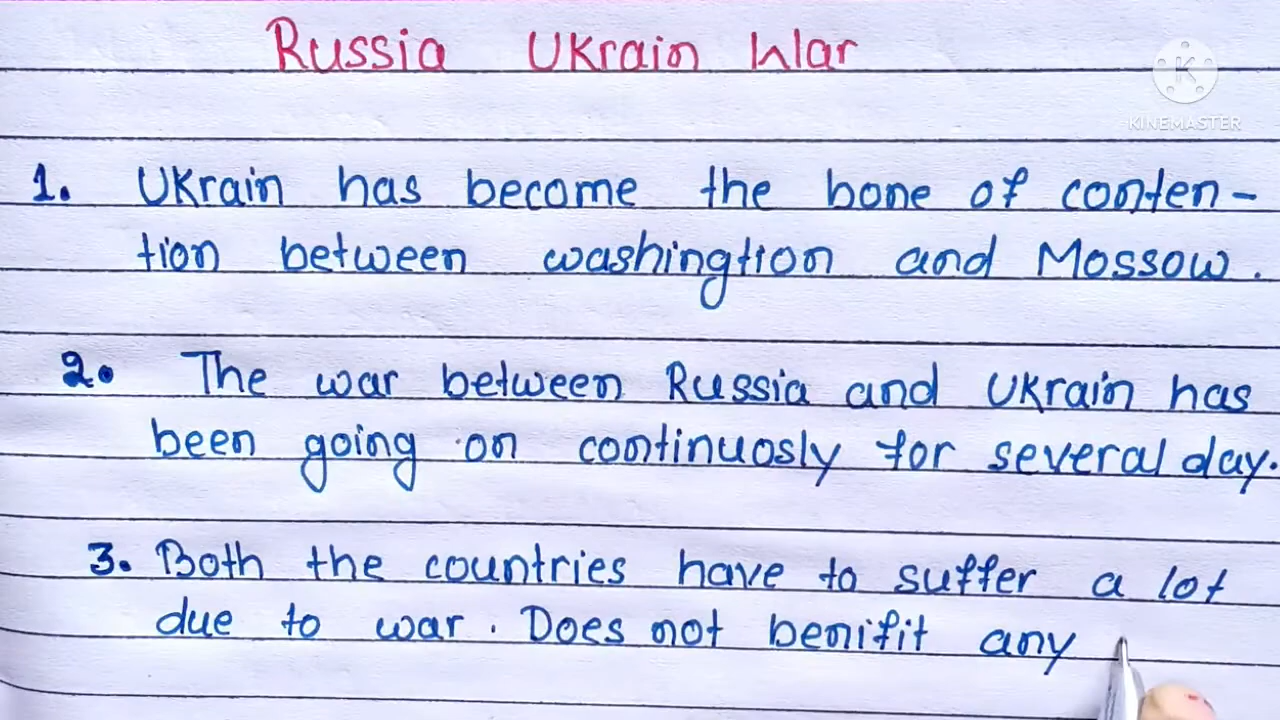 Russia Ukrain War
K
KINEMASTER
1. Ukrain has become the bone of conten-
tion between washingtion and Mossow.
2. The war between Russia and Ukrain has
been going on continuosly for several day.
3. Both the countries have to suffer a lot
due to war. Does not benifit any